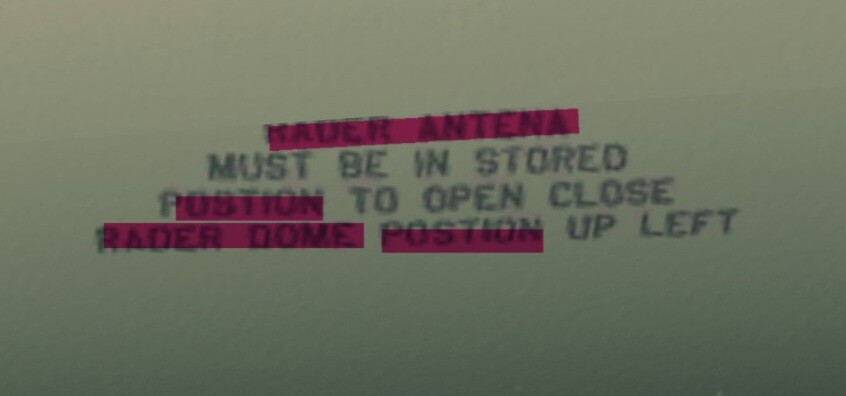 RADER ANTENA
MUST BE IN STORED
POSTION TO OPEN CLOSE
RADER DOME POSTION UP LEFT